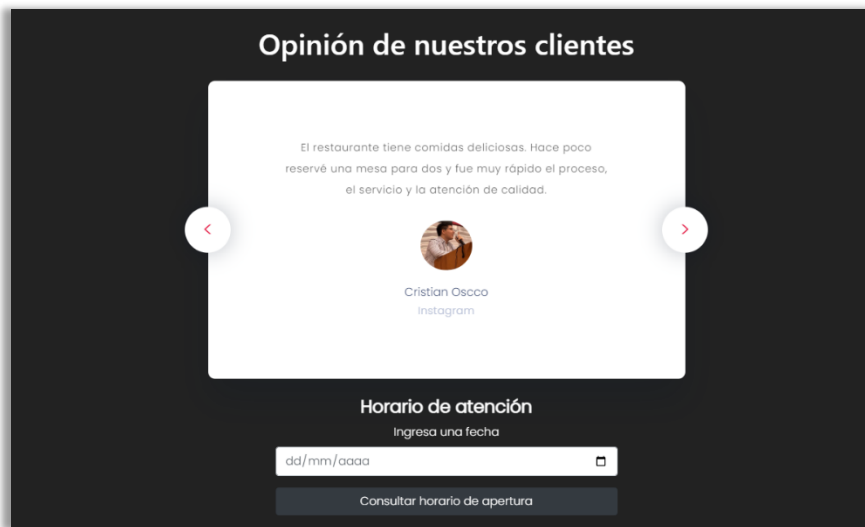 Opinión de nuestros clientes
El restaurante tiene comidas deliciosas. Hace poco
reservé una mesa para dos y fue muy rápido el proceso,
el servicio y la atención de calidad.
Cristian Oscco
Instagram
Horario de atención
Ingresa una fecha
dd/mm/aaaa
Consultar horario de apertura